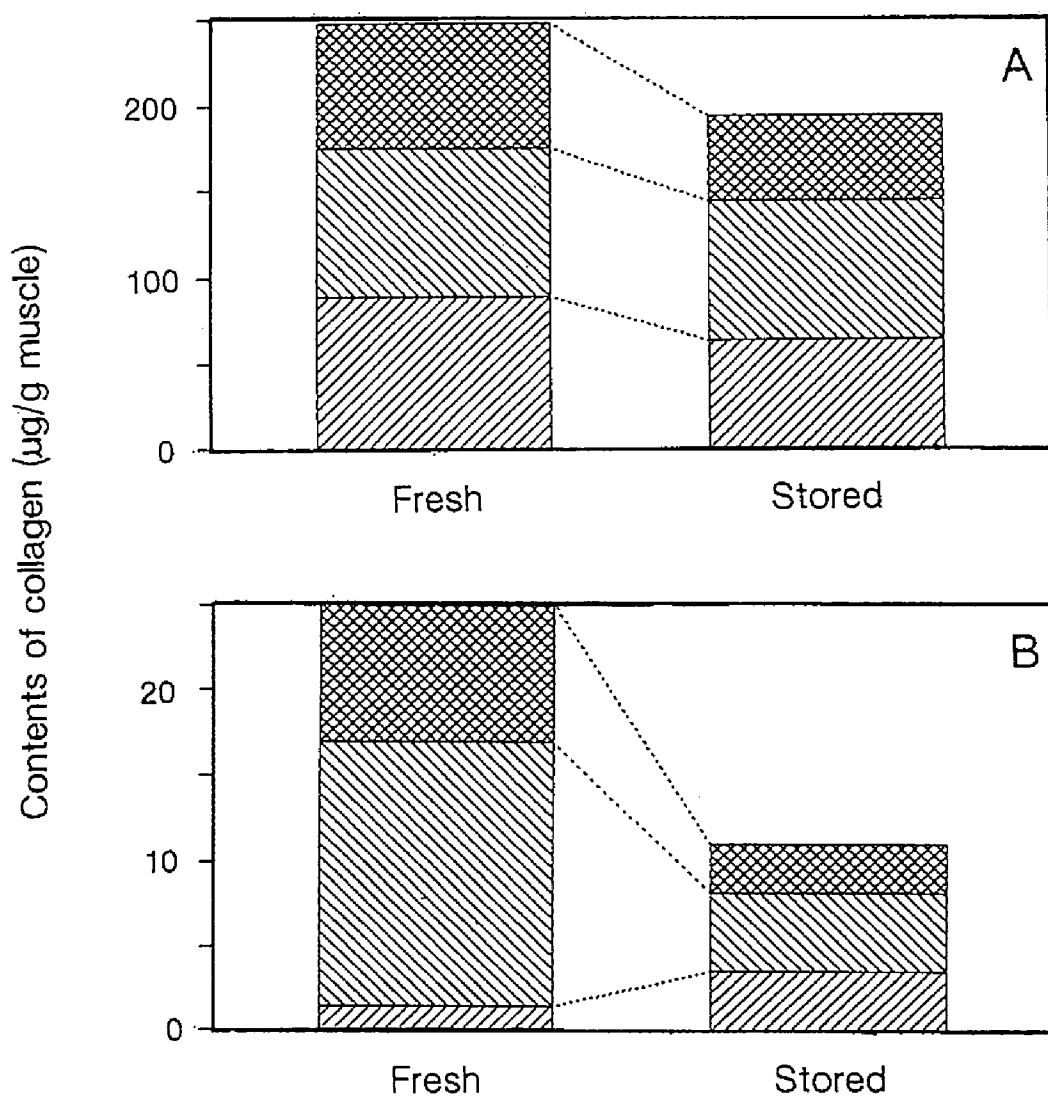 Contents of collagen (μg/g muscle)
A
200
100
0
Fresh Stored
B
20
10
0
Fresh Stored